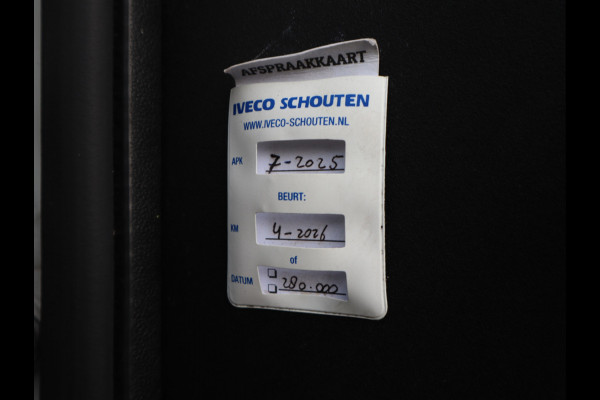 AFSPRAAKKAART
IVECO SCHOUTEN
WWW.IVECO-SCHOUTEN.NL
APK 7-2025
BEURT:
KM 4-2026
of
DATUM 280.000